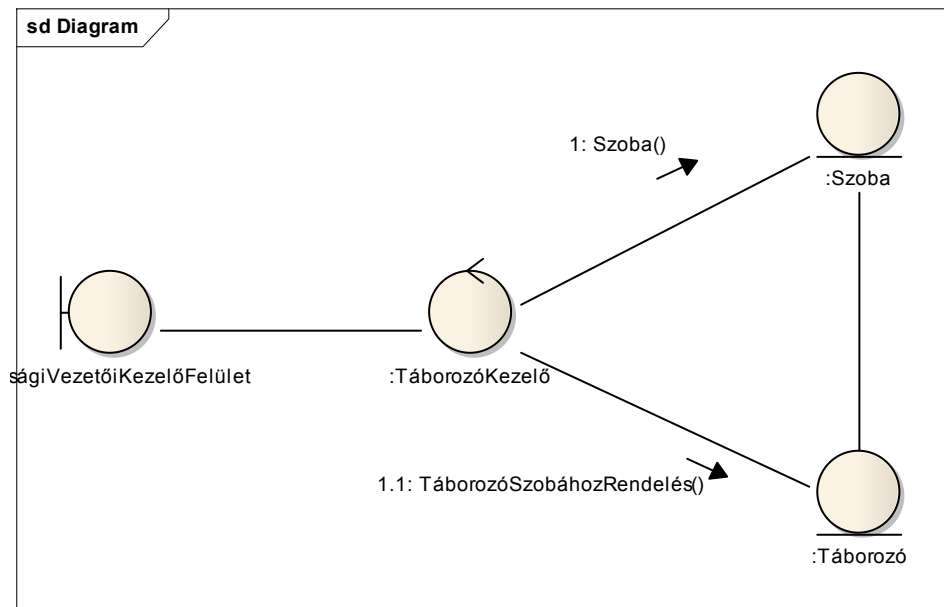 sd Diagram
1: Szoba()
:Szoba
ságiVezetőiKezelőFelület
:TáborozóKezelő
1.1: TáborozóSzobáhozRendelés()
:Táborozó